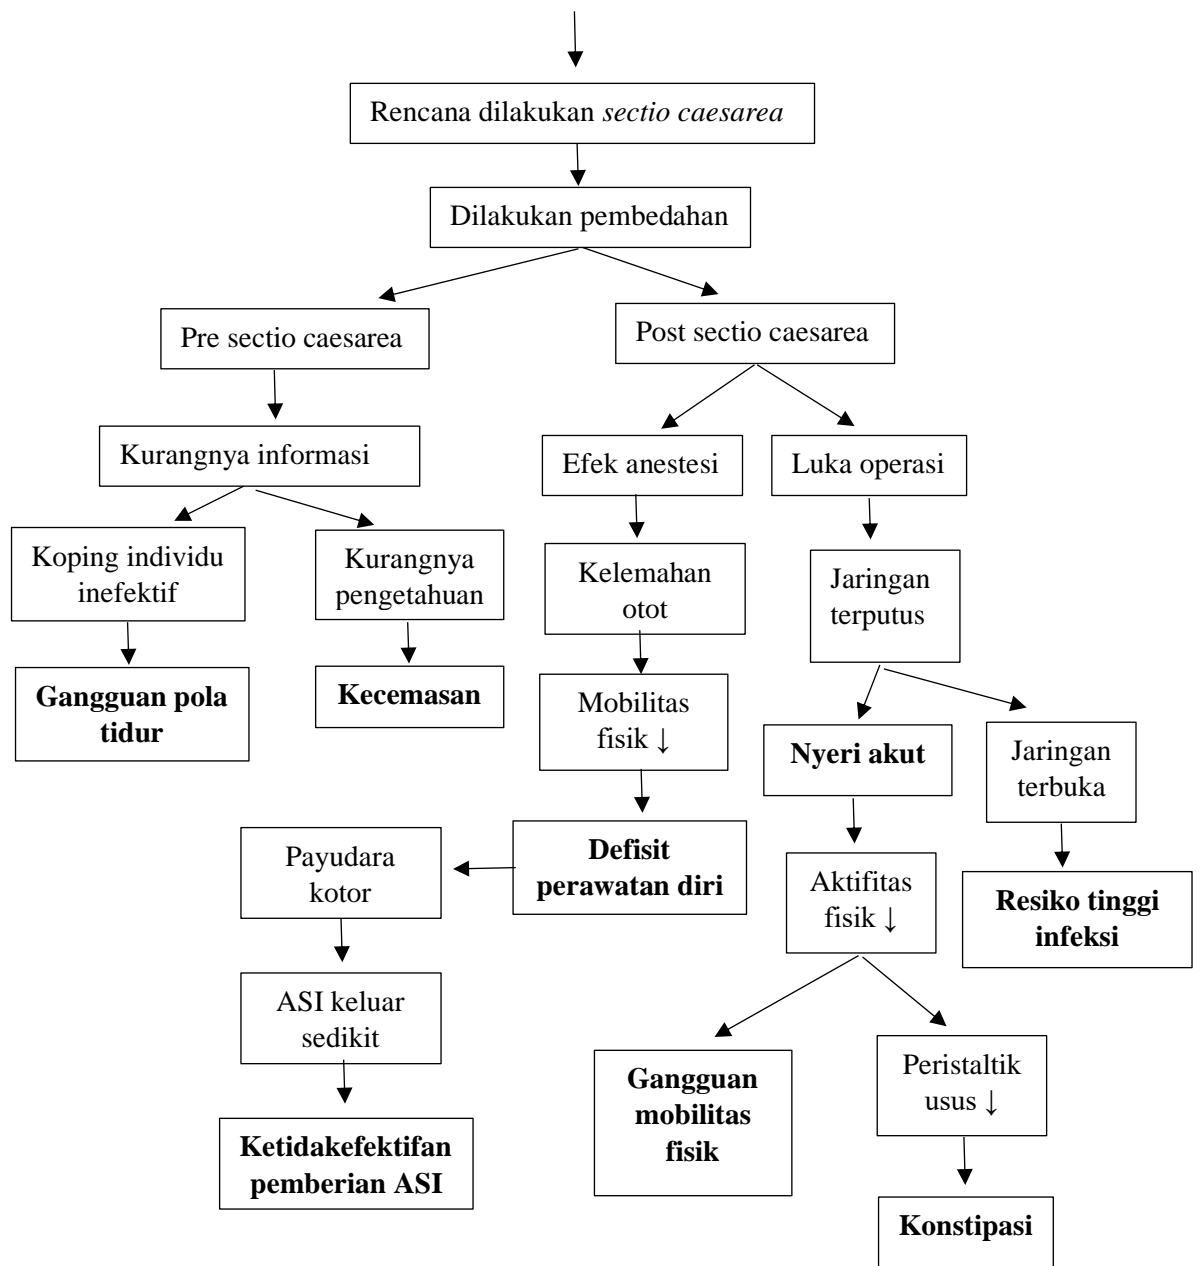 Rencana dilakukan sectio caesarea
Dilakukan pembedahan
Pre sectio caesarea
Post sectio caesarea
Kurangnya informasi
Efek anestesi
Luka operasi
Koping individu
inefektif
Kurangnya
pengetahuan
Kelemahan
otot
Jaringan
terputus
Gangguan pola
tidur
Kecemasan
Mobilitas
fisik ↓
Nyeri akut
Jaringan
terbuka
Payudara
kotor
Defisit
perawatan diri
Aktifitas
fisik ↓
Resiko tinggi
infeksi
ASI keluar
sedikit
Gangguan
mobilitas
fisik
Peristaltik
usus ↓
Ketidakefektifan
pemberian ASI
Konstipasi